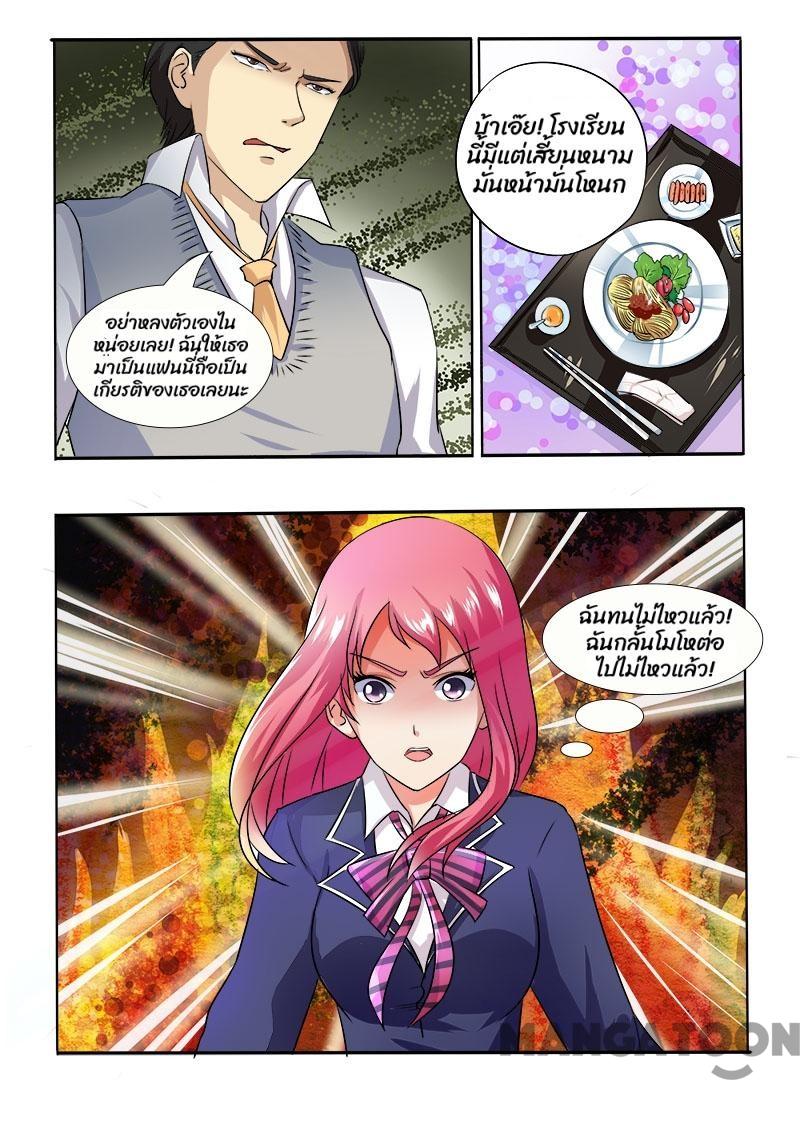 อย่าหลงตัวเองไน
หน่อยเลย! ฉันให้เธอ
มาเป็นแฟนนี่ถือเป็น
เกียรติของเธอเลยนะ
บ้าเอ๊ย! โรงเรียน
นี้มีแต่เสี้ยนหนาม
มั่นหน้ามั่นโหนก
ฉันทนไม่ไหวแล้ว!
ฉันกลั้นโมโหต่อ
ไปไม่ไหวแล้ว!
MANGATOON